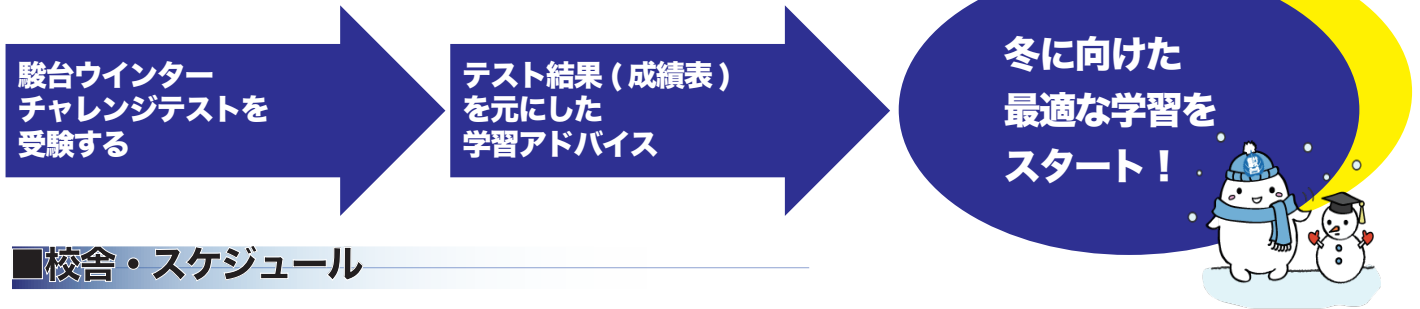 駿台ウインター
チャレンジテストを
受験する
テスト結果 ( 成績表 )
を元にした
学習アドバイス
冬に向けた
最適な学習を
スタート！
■校舎・スケジュール